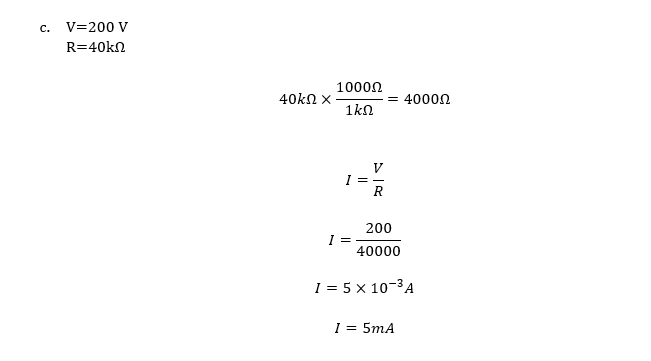 c. V=200 V
R=40kΩ
40kΩ × 1000Ω / 1kΩ = 4000Ω
I = V / R
I = 200 / 40000
I = 5 × 10⁻³A
I = 5mA